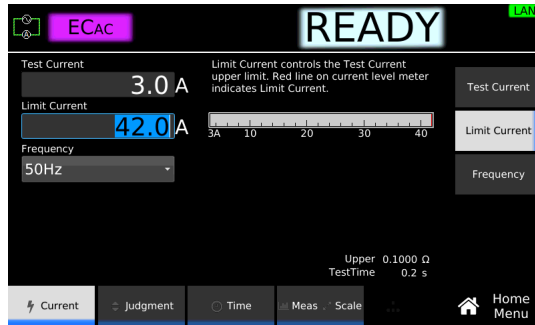 EC AC
READY
LAN
Test Current
3.0 A
Limit Current
42.0 A
Frequency
50Hz
Limit Current controls the Test Current
upper limit. Red line on current level meter
indicates Limit Current.
3A 10 20 30 40
Upper 0.1000 Ω
TestTime 0.2 s
Test Current
Limit Current
Frequency
Current
Judgment
Time
Meas
Scale
Home
Menu